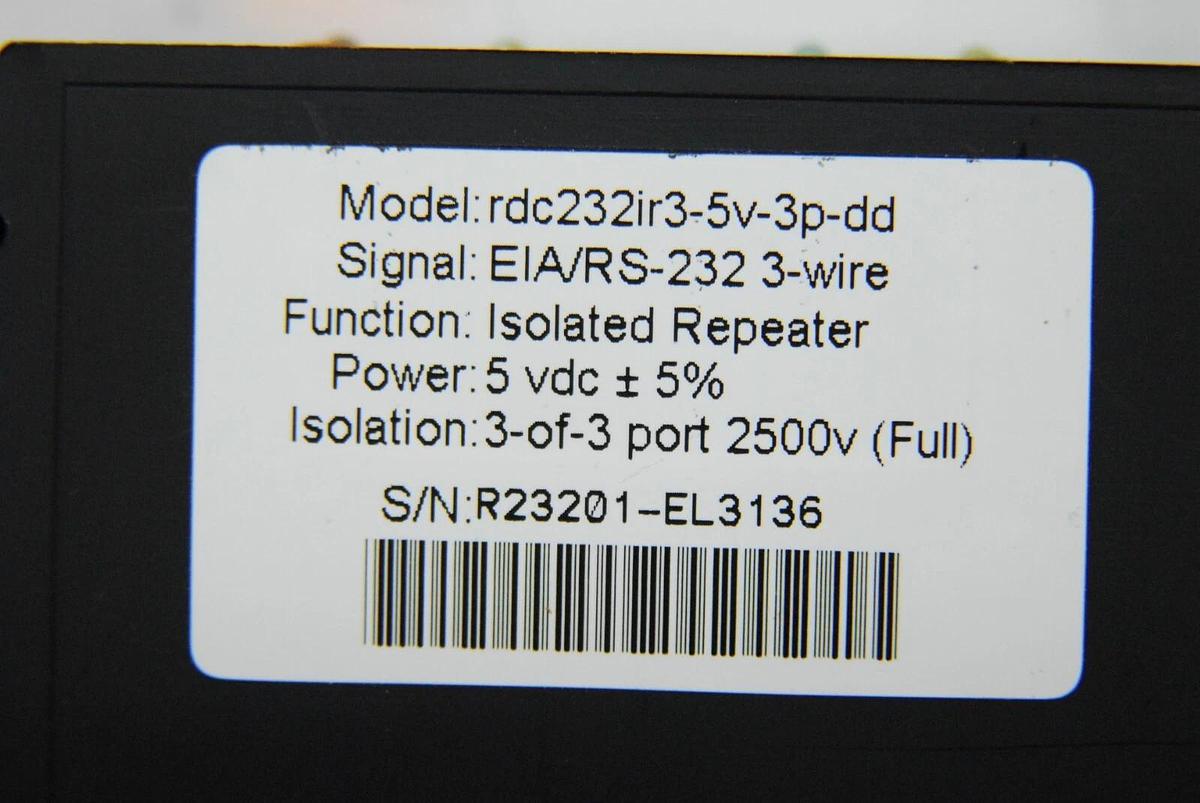 Model: rdc232ir3-5v-3p-dd
Signal: EIA/RS-232 3-wire
Function: Isolated Repeater
Power: 5 vdc ± 5%
Isolation: 3-of-3 port 2500v (Full)
S/N: R23201-EL3136